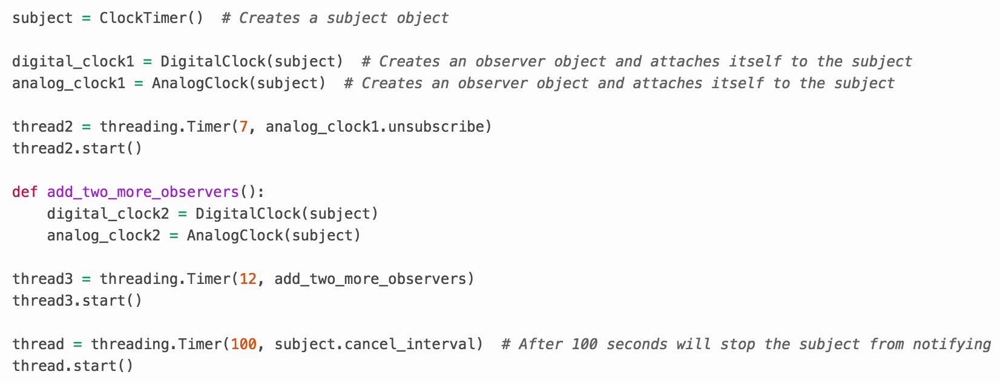 subject = ClockTimer()  # Creates a subject object
digital_clock1 = DigitalClock(subject)  # Creates an observer object and attaches itself to the subject
analog_clock1 = AnalogClock(subject)  # Creates an observer object and attaches itself to the subject
thread2 = threading.Timer(7, analog_clock1.unsubscribe)
thread2.start()
def add_two_more_observers():
    digital_clock2 = DigitalClock(subject)
    analog_clock2 = AnalogClock(subject)
thread3 = threading.Timer(12, add_two_more_observers)
thread3.start()
thread = threading.Timer(100, subject.cancel_interval)  # After 100 seconds will stop the subject from notifying
thread.start()